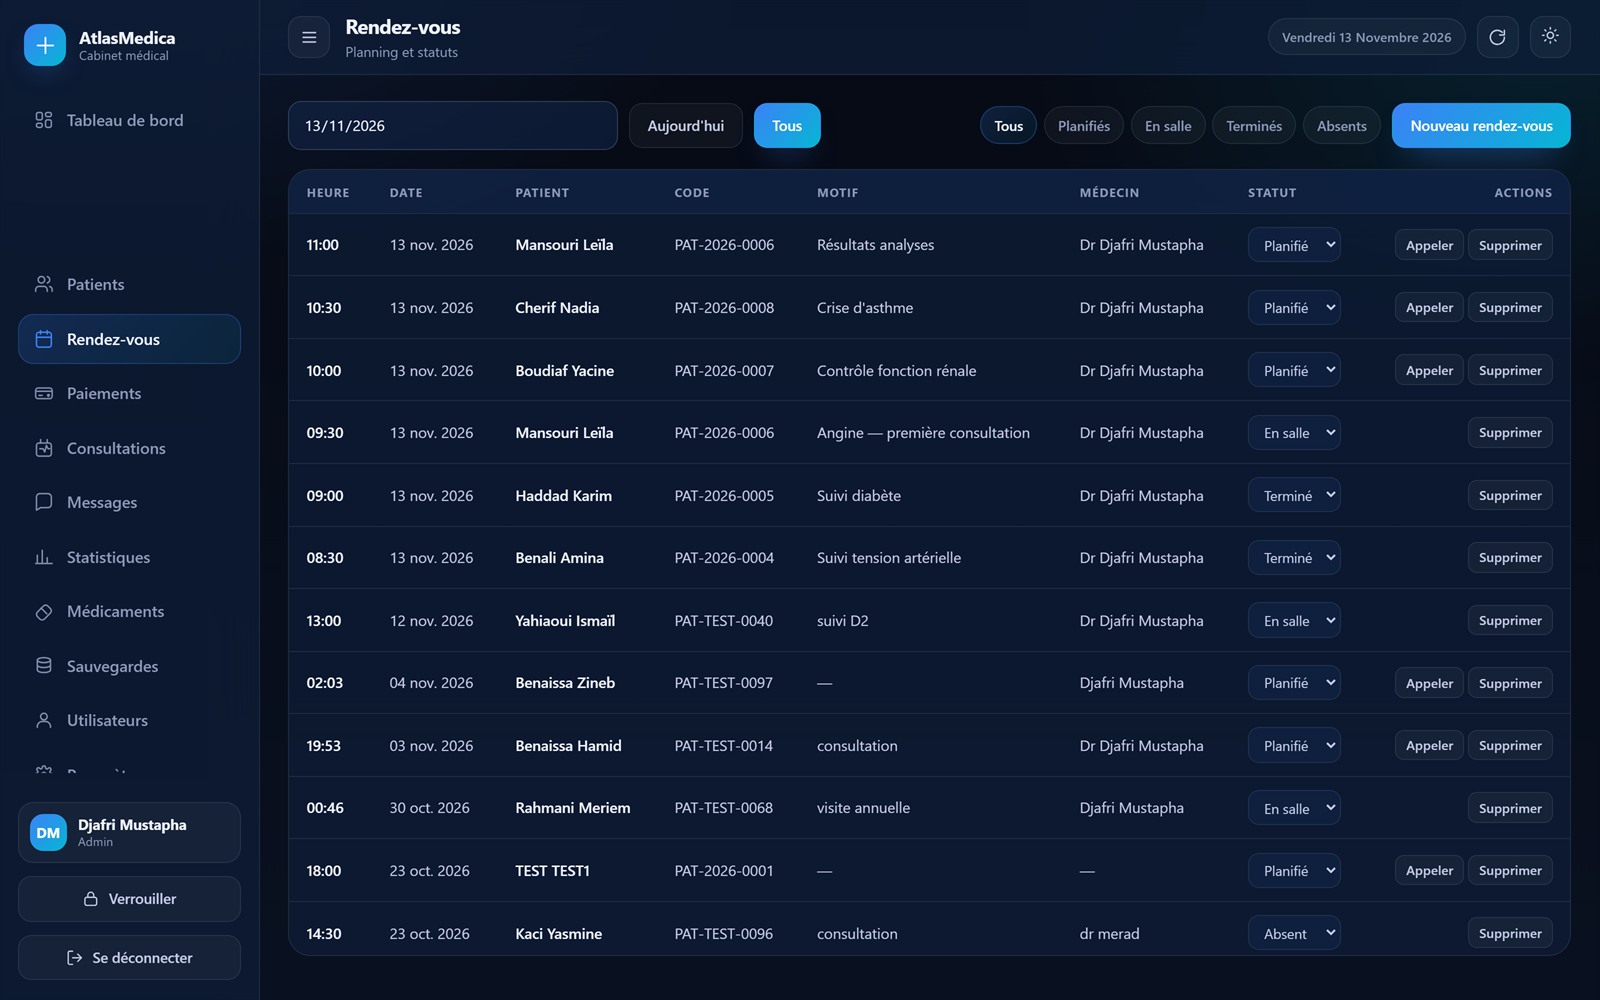 AtlasMedica
Cabinet médical
Tableau de bord
Patients
Rendez-vous
Paiements
Consultations
Messages
Statistiques
Médicaments
Sauvegardes
Utilisateurs
DM
Djafri Mustapha
Admin
Verrouiller
Se déconnecter
Rendez-vous
Planning et statuts
Vendredi 13 Novembre 2026
13/11/2026 Aujourd'hui Tous Tous Planifiés En salle Terminés Absents Nouveau rendez-vous
HEURE DATE PATIENT CODE MOTIF MÉDECIN STATUT ACTIONS
11:00 13 nov. 2026 Mansouri Leïla PAT-2026-0006 Résultats analyses Dr Djafri Mustapha Planifié Appeler Supprimer
10:30 13 nov. 2026 Cherif Nadia PAT-2026-0008 Crise d'asthme Dr Djafri Mustapha Planifié Appeler Supprimer
10:00 13 nov. 2026 Boudiaf Yacine PAT-2026-0007 Contrôle fonction rénale Dr Djafri Mustapha Planifié Appeler Supprimer
09:30 13 nov. 2026 Mansouri Leïla PAT-2026-0006 Angine — première consultation Dr Djafri Mustapha En salle Supprimer
09:00 13 nov. 2026 Haddad Karim PAT-2026-0005 Suivi diabète Dr Djafri Mustapha Terminé Supprimer
08:30 13 nov. 2026 Benali Amina PAT-2026-0004 Suivi tension artérielle Dr Djafri Mustapha Terminé Supprimer
13:00 12 nov. 2026 Yahiaoui Ismaïl PAT-TEST-0040 suivi D2 Dr Djafri Mustapha En salle Supprimer
02:03 04 nov. 2026 Benaissa Zineb PAT-TEST-0097 — Djafri Mustapha Planifié Appeler Supprimer
19:53 03 nov. 2026 Benaissa Hamid PAT-TEST-0014 consultation Dr Djafri Mustapha Planifié Appeler Supprimer
00:46 30 oct. 2026 Rahmani Meriem PAT-TEST-0068 visite annuelle Djafri Mustapha En salle Supprimer
18:00 23 oct. 2026 TEST TEST1 PAT-2026-0001 — — Planifié Appeler Supprimer
14:30 23 oct. 2026 Kaci Yasmine PAT-TEST-0096 consultation dr merad Absent Supprimer